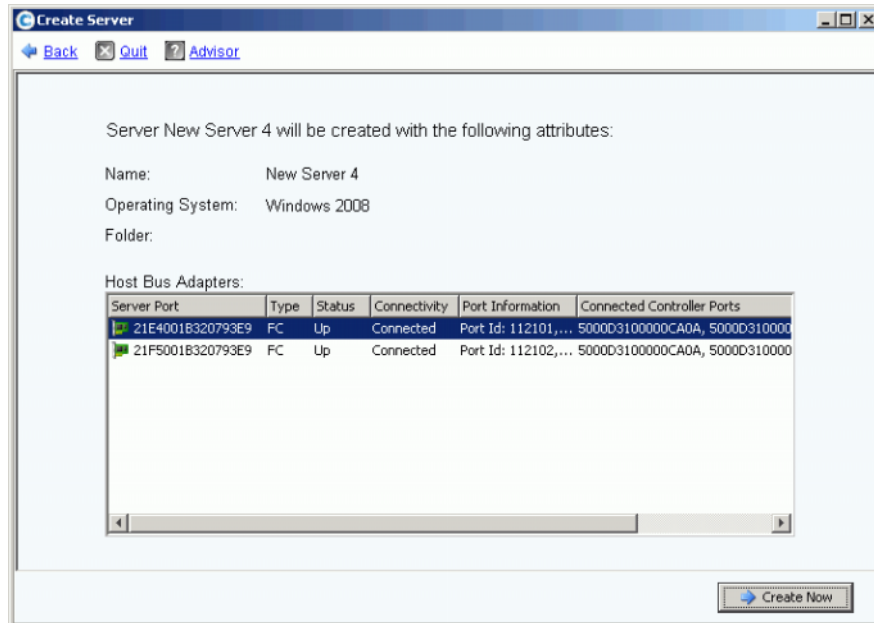 Create Server
Back Quit ? Advisor
Server New Server 4 will be created with the following attributes:
Name: New Server 4
Operating System: Windows 2008
Folder:
Host Bus Adapters:
Server Port Type Status Connectivity Port Information Connected Controller Ports
21E4001B320793E9 FC Up Connected Port Id: 112101,... 5000D3100000CA0A, 5000D310000
21F5001B320793E9 FC Up Connected Port Id: 112102,... 5000D3100000CA0A, 5000D310000
Create Now